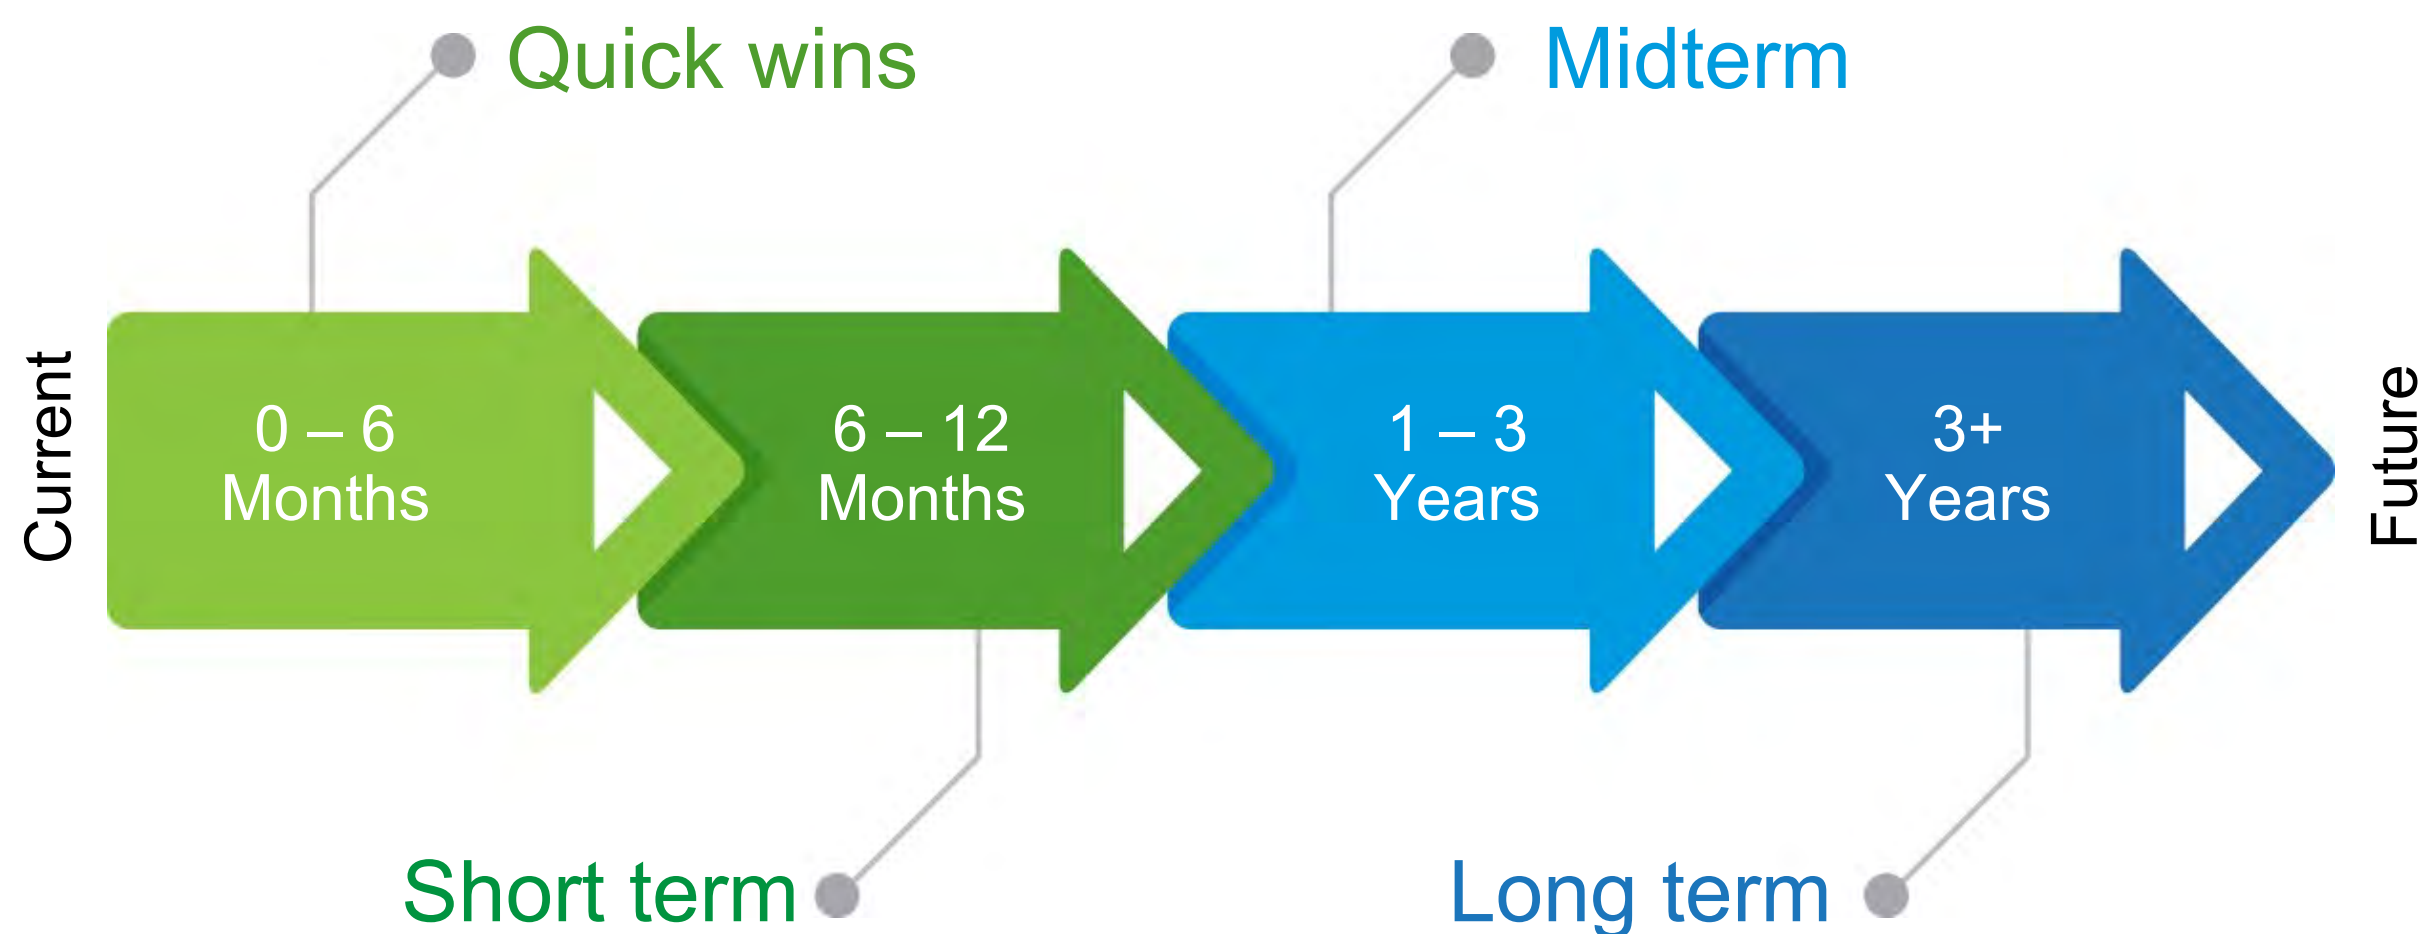 Quick wins
Midterm
Current
0 – 6
Months
6 – 12
Months
1 – 3
Years
3+
Years
Future
Short term
Long term